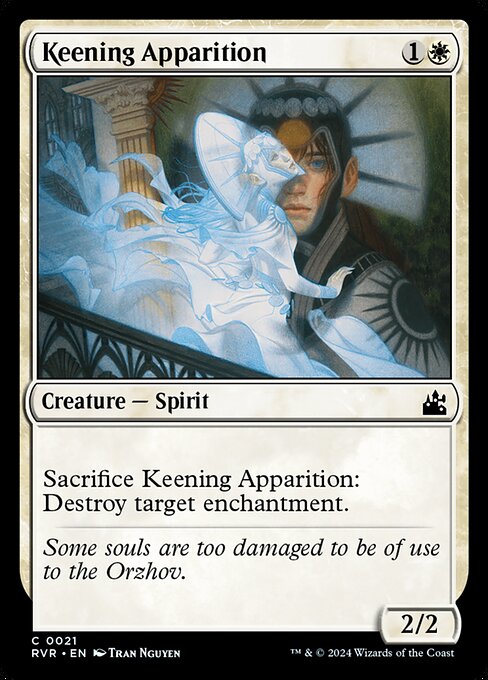 Keening Apparition 1
Creature — Spirit
Sacrifice Keening Apparition:
Destroy target enchantment.
Some souls are too damaged to be of use
to the Orzhov.
2/2
C 0021
RVR • EN Tran Nguyen
™ & © 2024 Wizards of the Coast